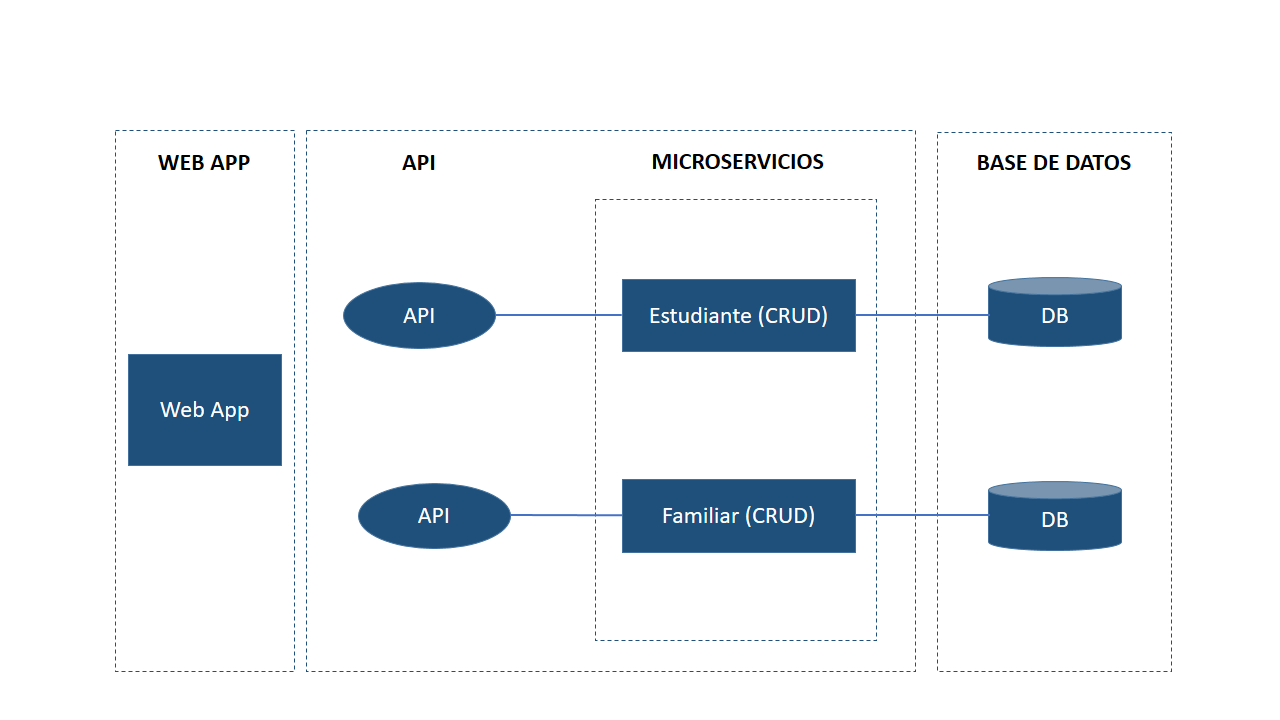 WEB APP
API
MICROSERVICIOS
BASE DE DATOS
API
Estudiante (CRUD)
DB
Web App
API
Familiar (CRUD)
DB